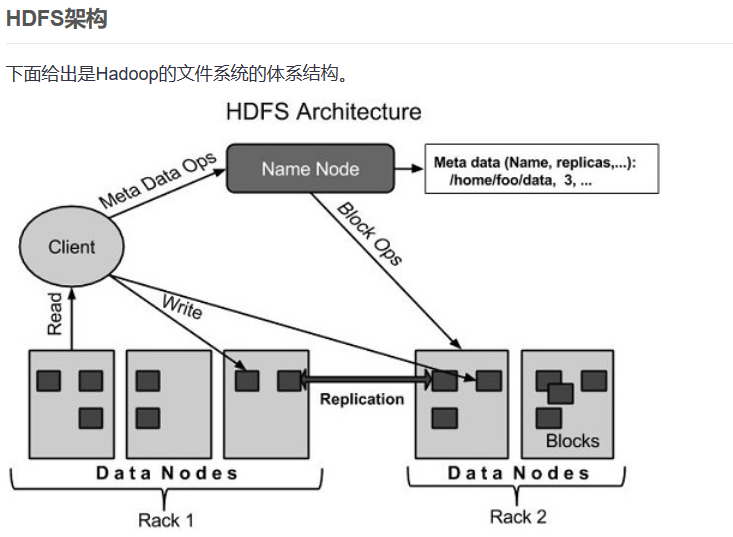 HDFS架构
下面给出是Hadoop的文件系统的体系结构。
HDFS Architecture
Meta Data Ops
Name Node
Meta data (Name, replicas,...):
/home/foo/data, 3, ...
Client
Block Ops
Read
Write
Replication
Blocks
Data Nodes
Data Nodes
Rack 1
Rack 2